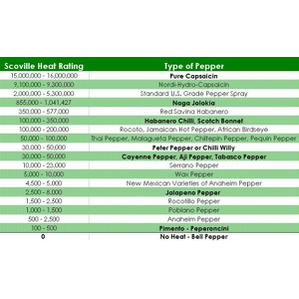 Scoville Heat Rating Type of Pepper
15,000,000 - 16,000,000 Pure Capsaicin
9,100,000 - 9,300,000 Nordi-Hydro-Capsaicin
2,000,000 - 5,300,000 Standard U.S. Grade Pepper Spray
855,000 - 1,041,427 Naga Jolokia
350,000 - 577,000 Red Savina Habanero
100,000 - 350,000 Habanero Chilli, Scotch Bonnet
100,000 - 200,000 Rocoto, Jamaican Hot Pepper, African Birdseye
50,000 - 100,000 Thai Pepper, Malagueta Pepper, Chiltepin Pepper, Pequin Pepper
30,000 - 50,000 Peter Pepper or Chilli Willy
30,000 - 50,000 Cayenne Pepper, Aji Pepper, Tabasco Pepper
10,000 - 23,000 Serrano Pepper
5,000 - 10,000 Wax Pepper
4,500 - 5,000 New Mexican Varieties of Anaheim Pepper
2,500 - 8,000 Jalapeno Pepper
1,500 - 2,500 Rocotillo Pepper
1,000 - 1,500 Poblano Pepper
500 - 2,500 Anaheim Pepper
100 - 500 Pimento - Peperoncini
0 No Heat - Bell Pepper